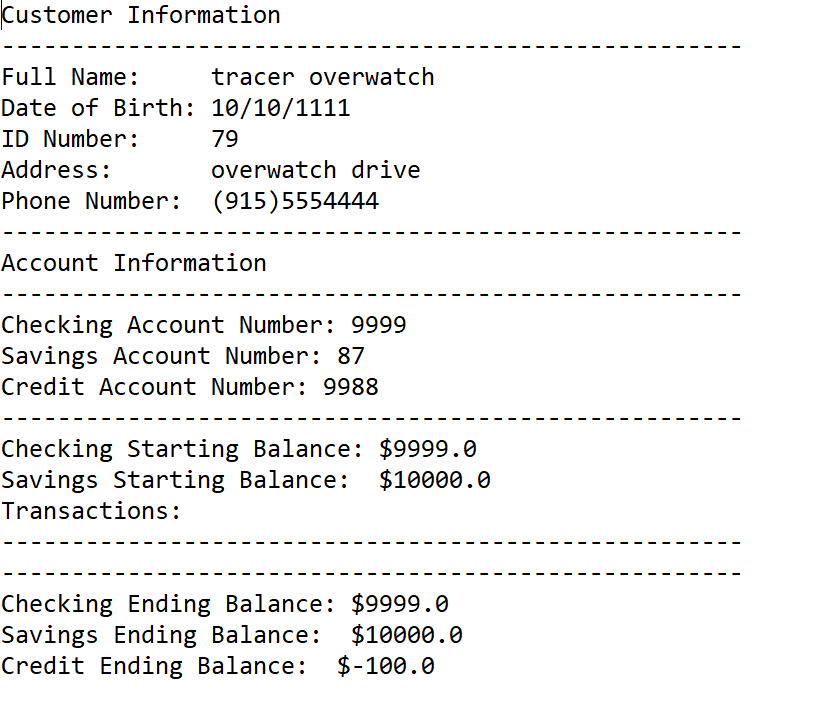 Customer Information
-----------------------------------------------------
Full Name:     tracer overwatch
Date of Birth: 10/10/1111
ID Number:     79
Address:       overwatch drive
Phone Number:  (915)5554444
-----------------------------------------------------
Account Information
-----------------------------------------------------
Checking Account Number: 9999
Savings Account Number: 87
Credit Account Number: 9988
-----------------------------------------------------
Checking Starting Balance: $9999.0
Savings Starting Balance:  $10000.0
Transactions:
-----------------------------------------------------
-----------------------------------------------------
Checking Ending Balance: $9999.0
Savings Ending Balance:  $10000.0
Credit Ending Balance:  $-100.0